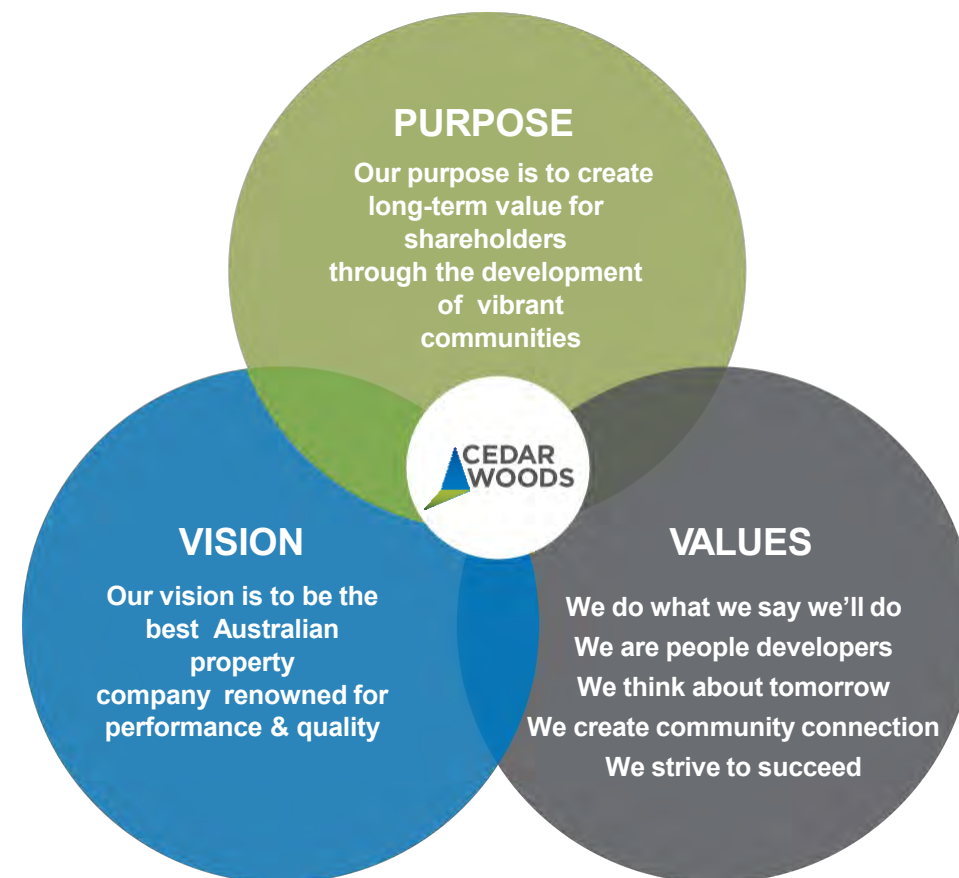 PURPOSE
Our purpose is to create
long-term value for
shareholders
through the development
of vibrant
communities
CEDAR
WOODS
VISION
Our vision is to be the
best Australian
property
company renowned for
performance & quality
VALUES
We do what we say we’ll do
We are people developers
We think about tomorrow
We create community connection
We strive to succeed